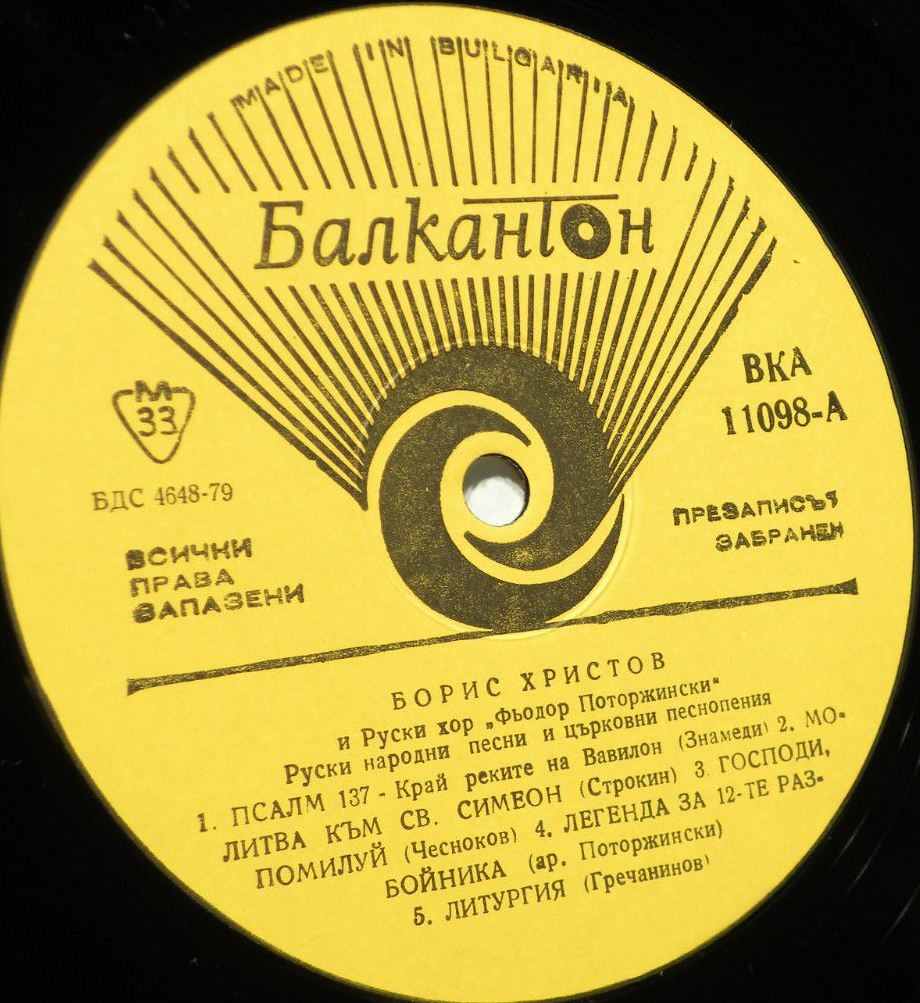 MADE IN BULGARIA
Балкантон
М
33
ВКА
11098-А
БДС 4648-79
ВСИЧКИ
ПРАВА
ЗАПАЗЕНИ
ПРЕЗАПИСЪТ
ЗАБРАНЕН
БОРИС ХРИСТОВ
и Руски хор „Фьодор Поторжински“
Руски народни песни и църковни песнопения
1. ПСАЛМ 137 - Край реките на Вавилон (Знамеди) 2. МО-
ЛИТВА КЪМ СВ. СИМЕОН (Строкин) 3. ГОСПОДИ,
ПОМИЛУЙ (Чесноков) 4. ЛЕГЕНДА ЗА 12-ТЕ РАЗ-
БОЙНИКА (ар. Поторжински)
5. ЛИТУРГИЯ (Гречанинов)